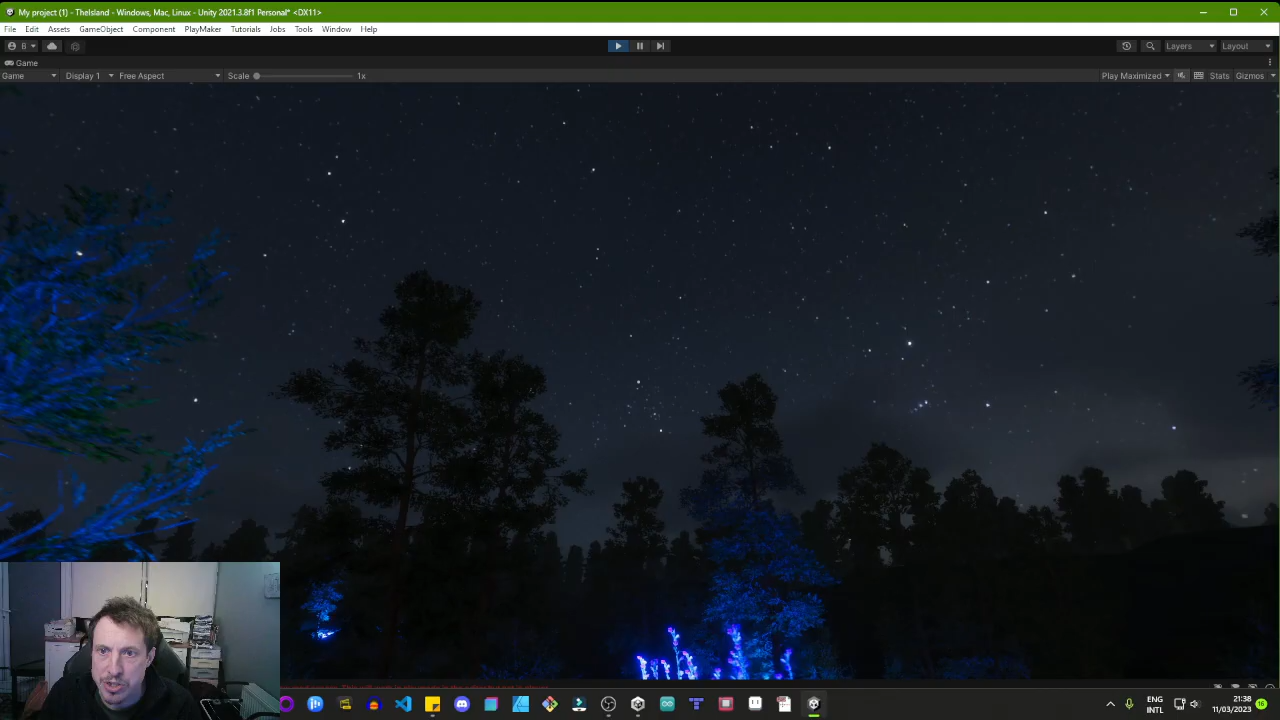 My project (1) - TheIsland - Windows, Mac, Linux - Unity 2021.3.8f1 Personal* <DX11>
File Edit Assets GameObject Component PlayMaker Tutorials Jobs Tools Window Help
B Layers Layout
Game
Game Display 1 Free Aspect Scale 1x Play Maximized Stats Gizmos
ENG 21:38
INTL 11/03/2023 16